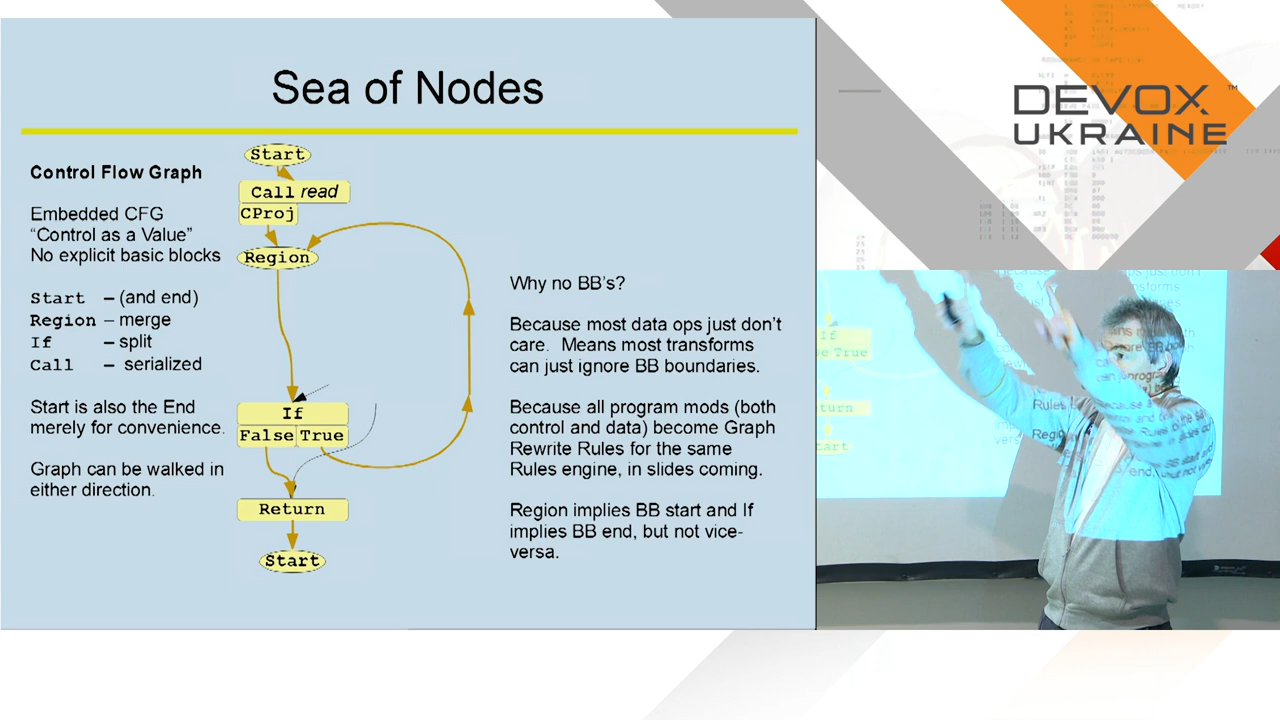 Sea of Nodes
Control Flow Graph
Embedded CFG
“Control as a Value”
No explicit basic blocks
Start – (and end)
Region – merge
If – split
Call – serialized
Start is also the End
merely for convenience.
Graph can be walked in
either direction.
Start
Call read
CProj
Region
If
False True
Return
Start
Why no BB's?
Because most data ops just don't
care. Means most transforms
can just ignore BB boundaries.
Because all program mods (both
control and data) become Graph
Rewrite Rules for the same
Rules engine, in slides coming.
Region implies BB start and If
implies BB end, but not vice-
versa.
DEVOX™
UKRAINE
If
True